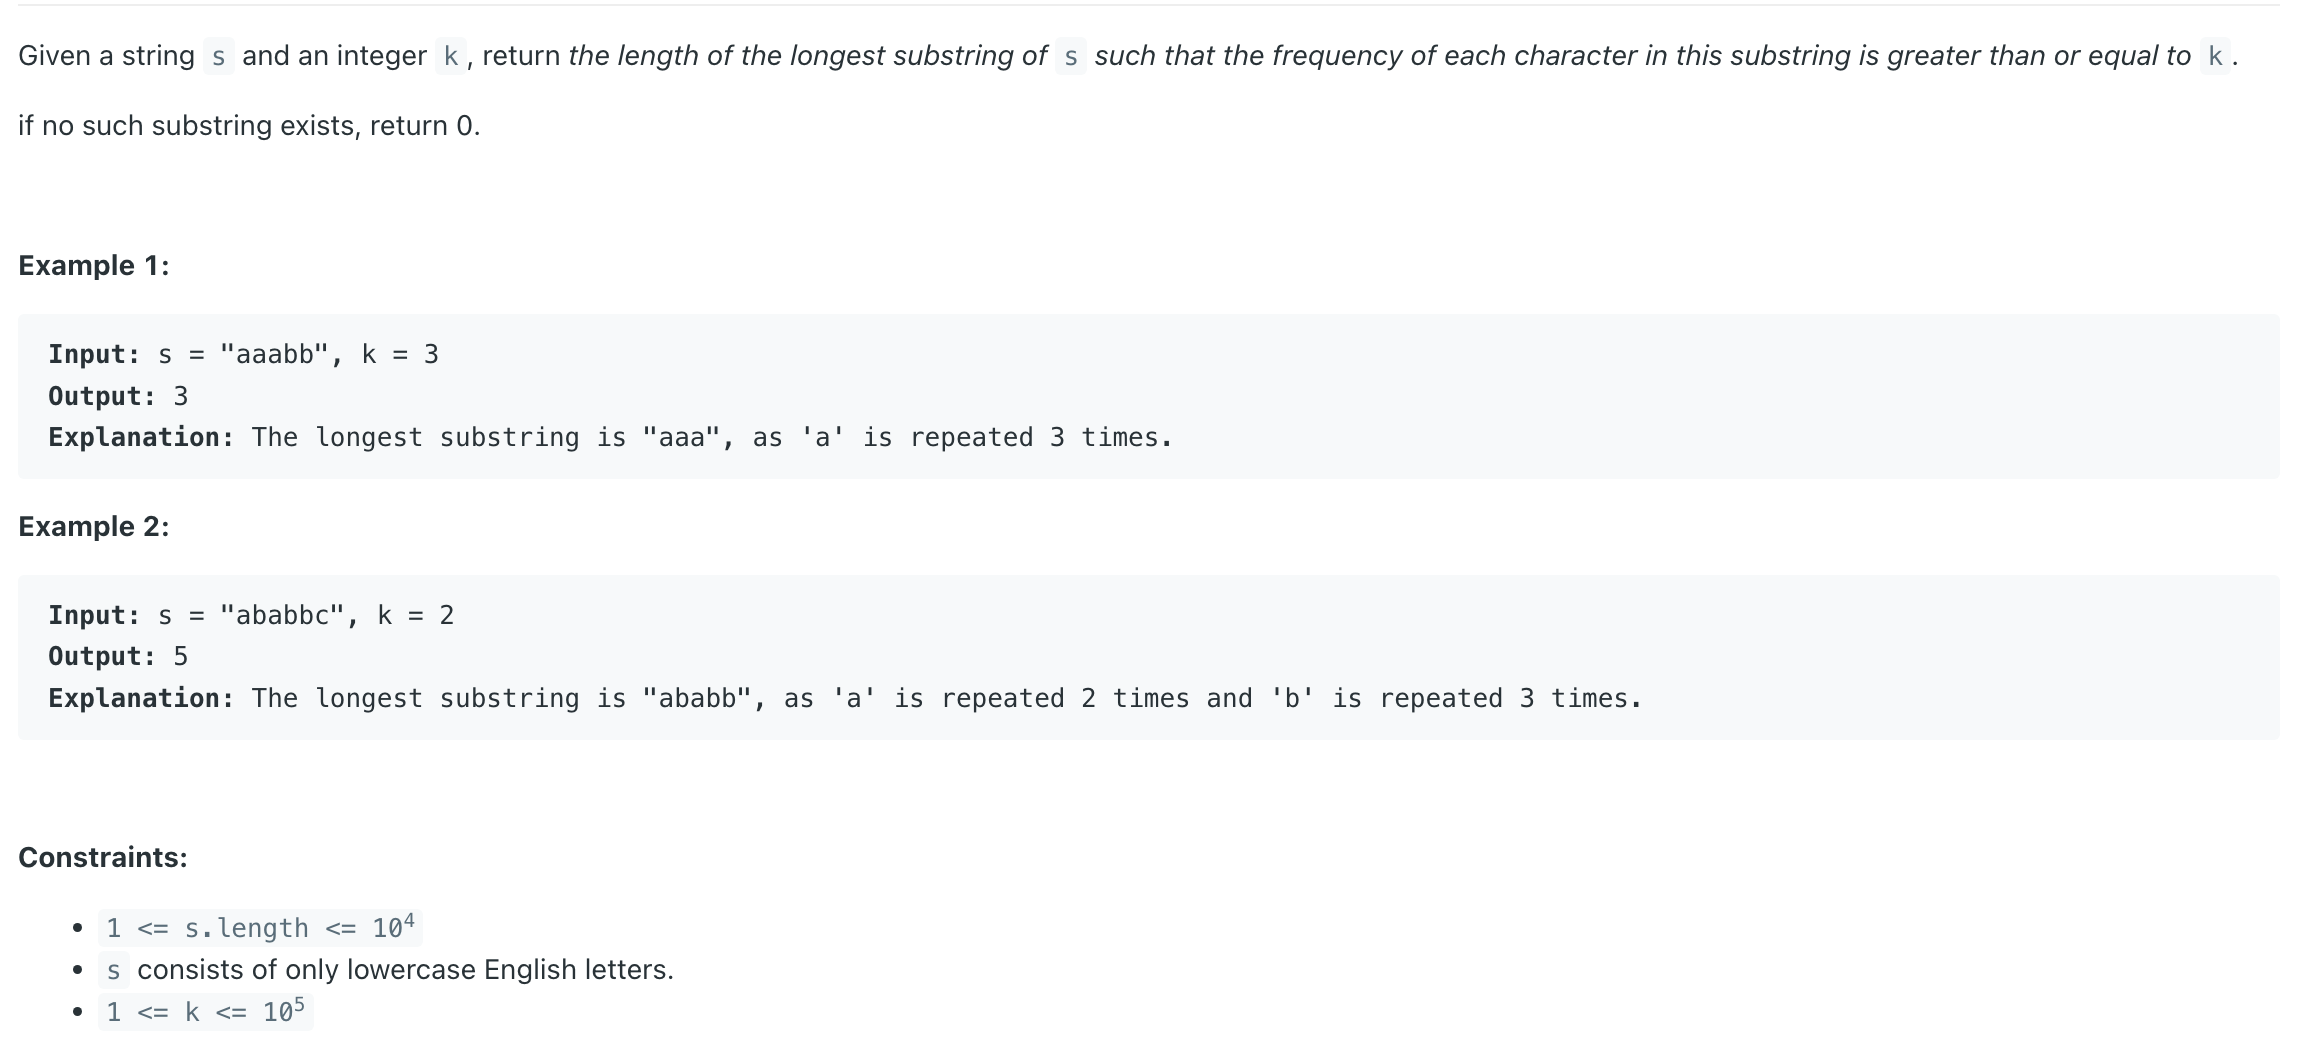 Given a string s and an integer k, return the length of the longest substring of s such that the frequency of each character in this substring is greater than or equal to k.
if no such substring exists, return 0.
Example 1:
Input: s = "aaabb", k = 3
Output: 3
Explanation: The longest substring is "aaa", as 'a' is repeated 3 times.
Example 2:
Input: s = "ababbc", k = 2
Output: 5
Explanation: The longest substring is "ababb", as 'a' is repeated 2 times and 'b' is repeated 3 times.
Constraints:
• 1 <= s.length <= 10⁴
• s consists of only lowercase English letters.
• 1 <= k <= 10⁵